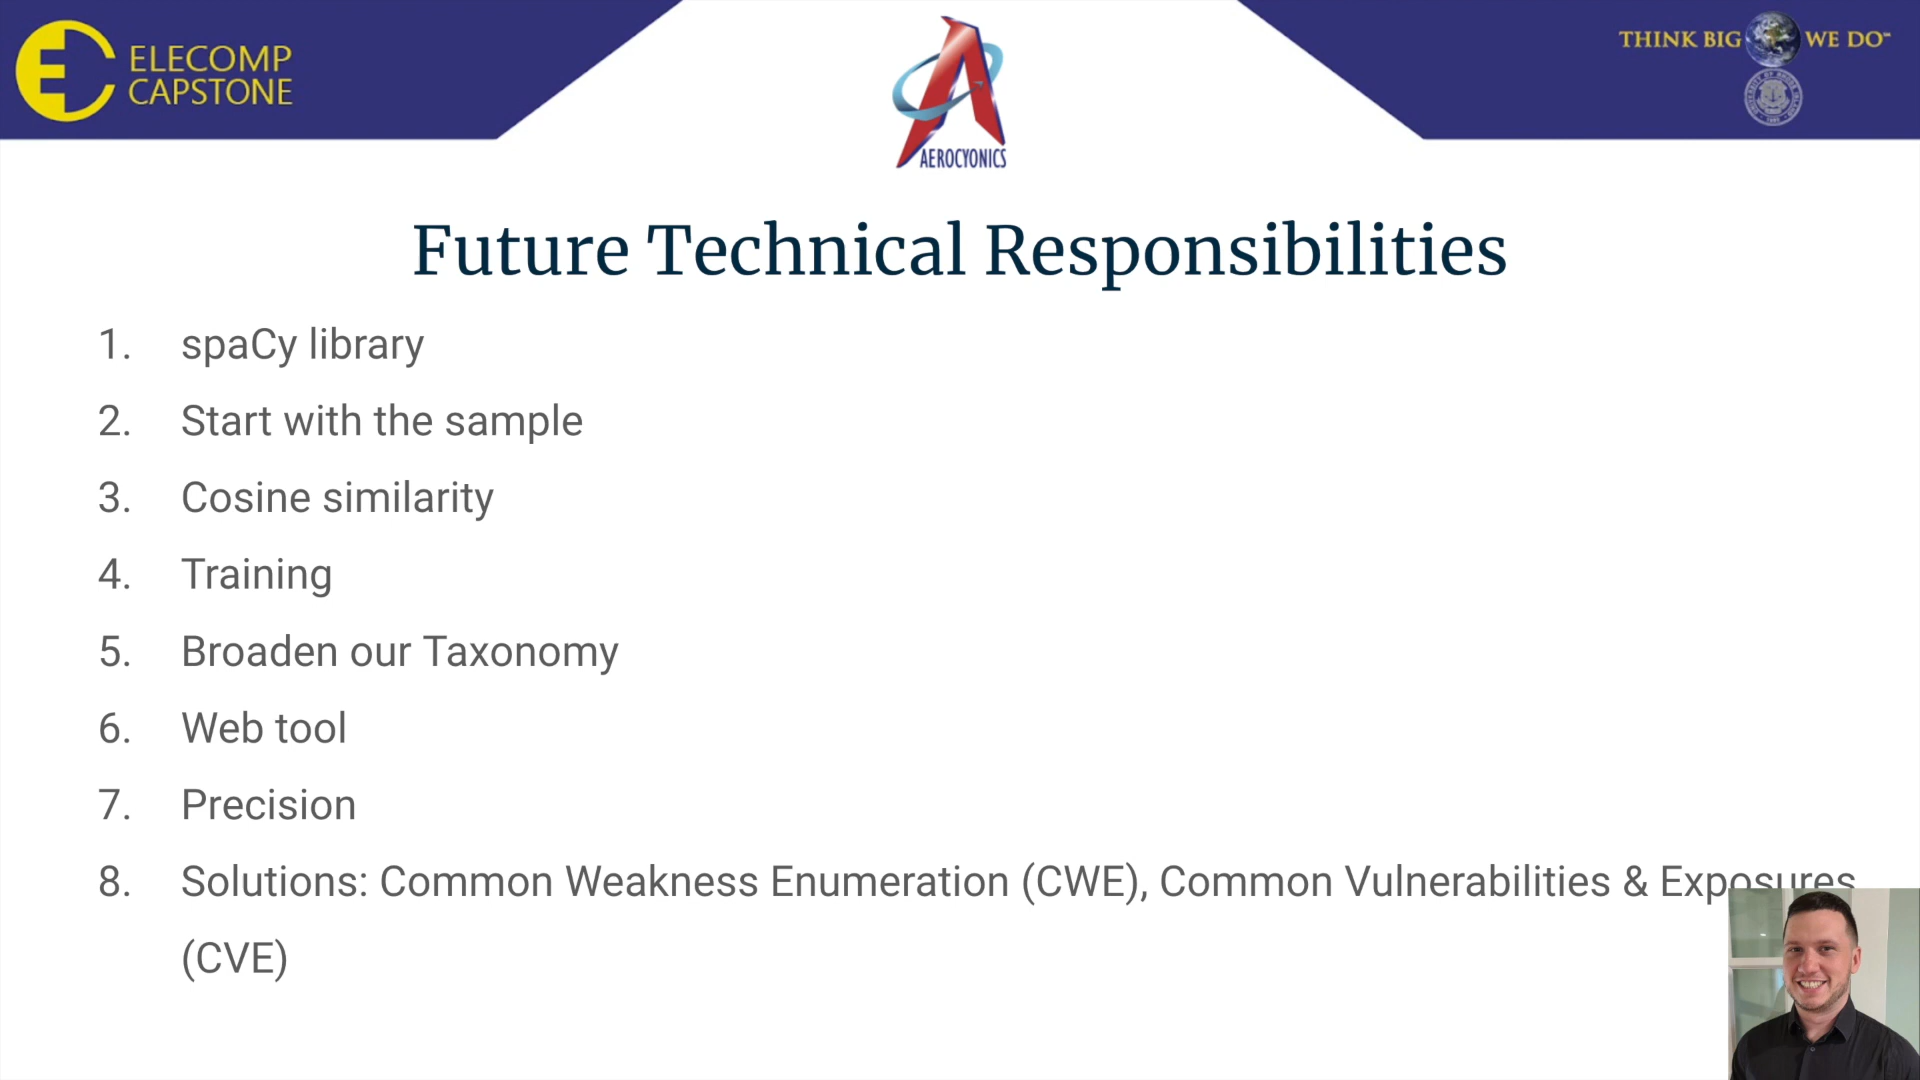 ELECOMP
CAPSTONE
AEROCYONICS
THINK BIG WE DO℠
Future Technical Responsibilities
1. spaCy library
2. Start with the sample
3. Cosine similarity
4. Training
5. Broaden our Taxonomy
6. Web tool
7. Precision
8. Solutions: Common Weakness Enumeration (CWE), Common Vulnerabilities & Exposures
(CVE)